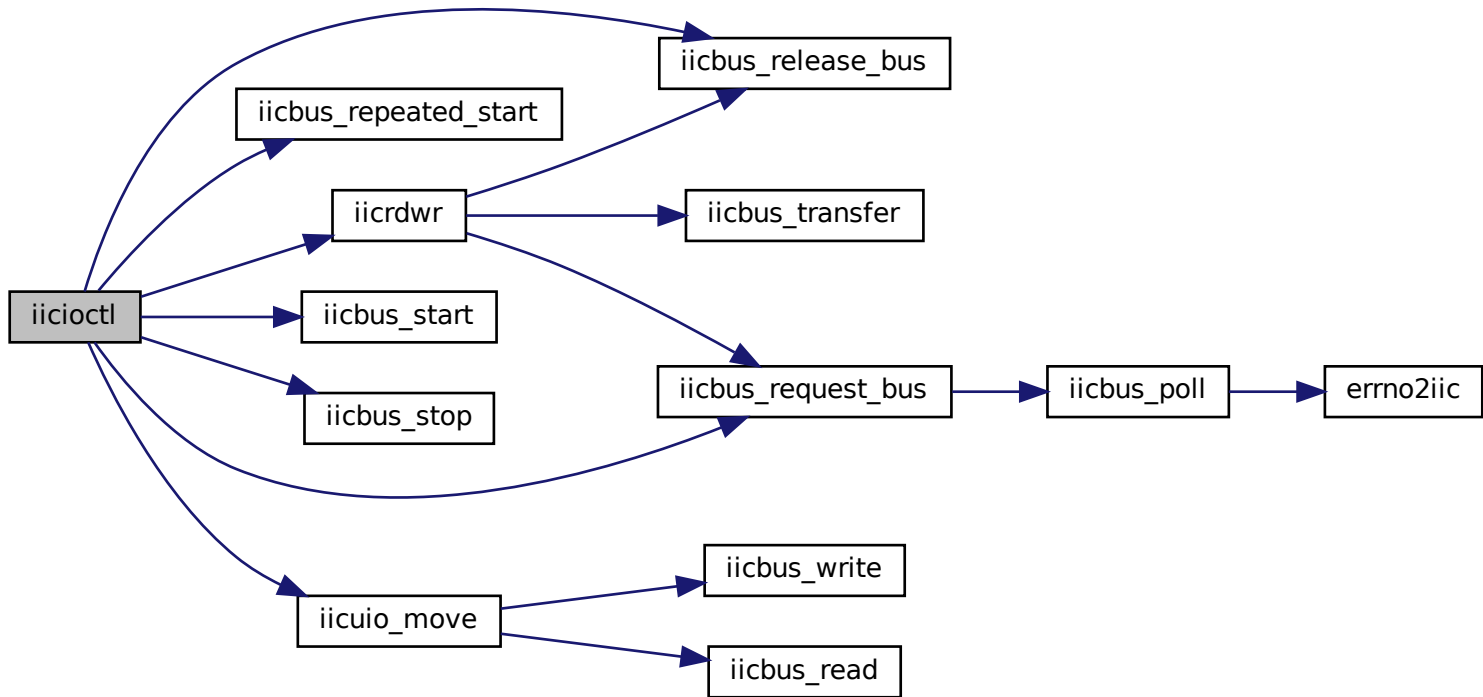 iicbus_release_bus
iicbus_repeated_start
iicrdwr
iicbus_transfer
iicioctl
iicbus_start
iicbus_request_bus
iicbus_poll
errno2iic
iicbus_stop
iicbus_write
iicuio_move
iicbus_read